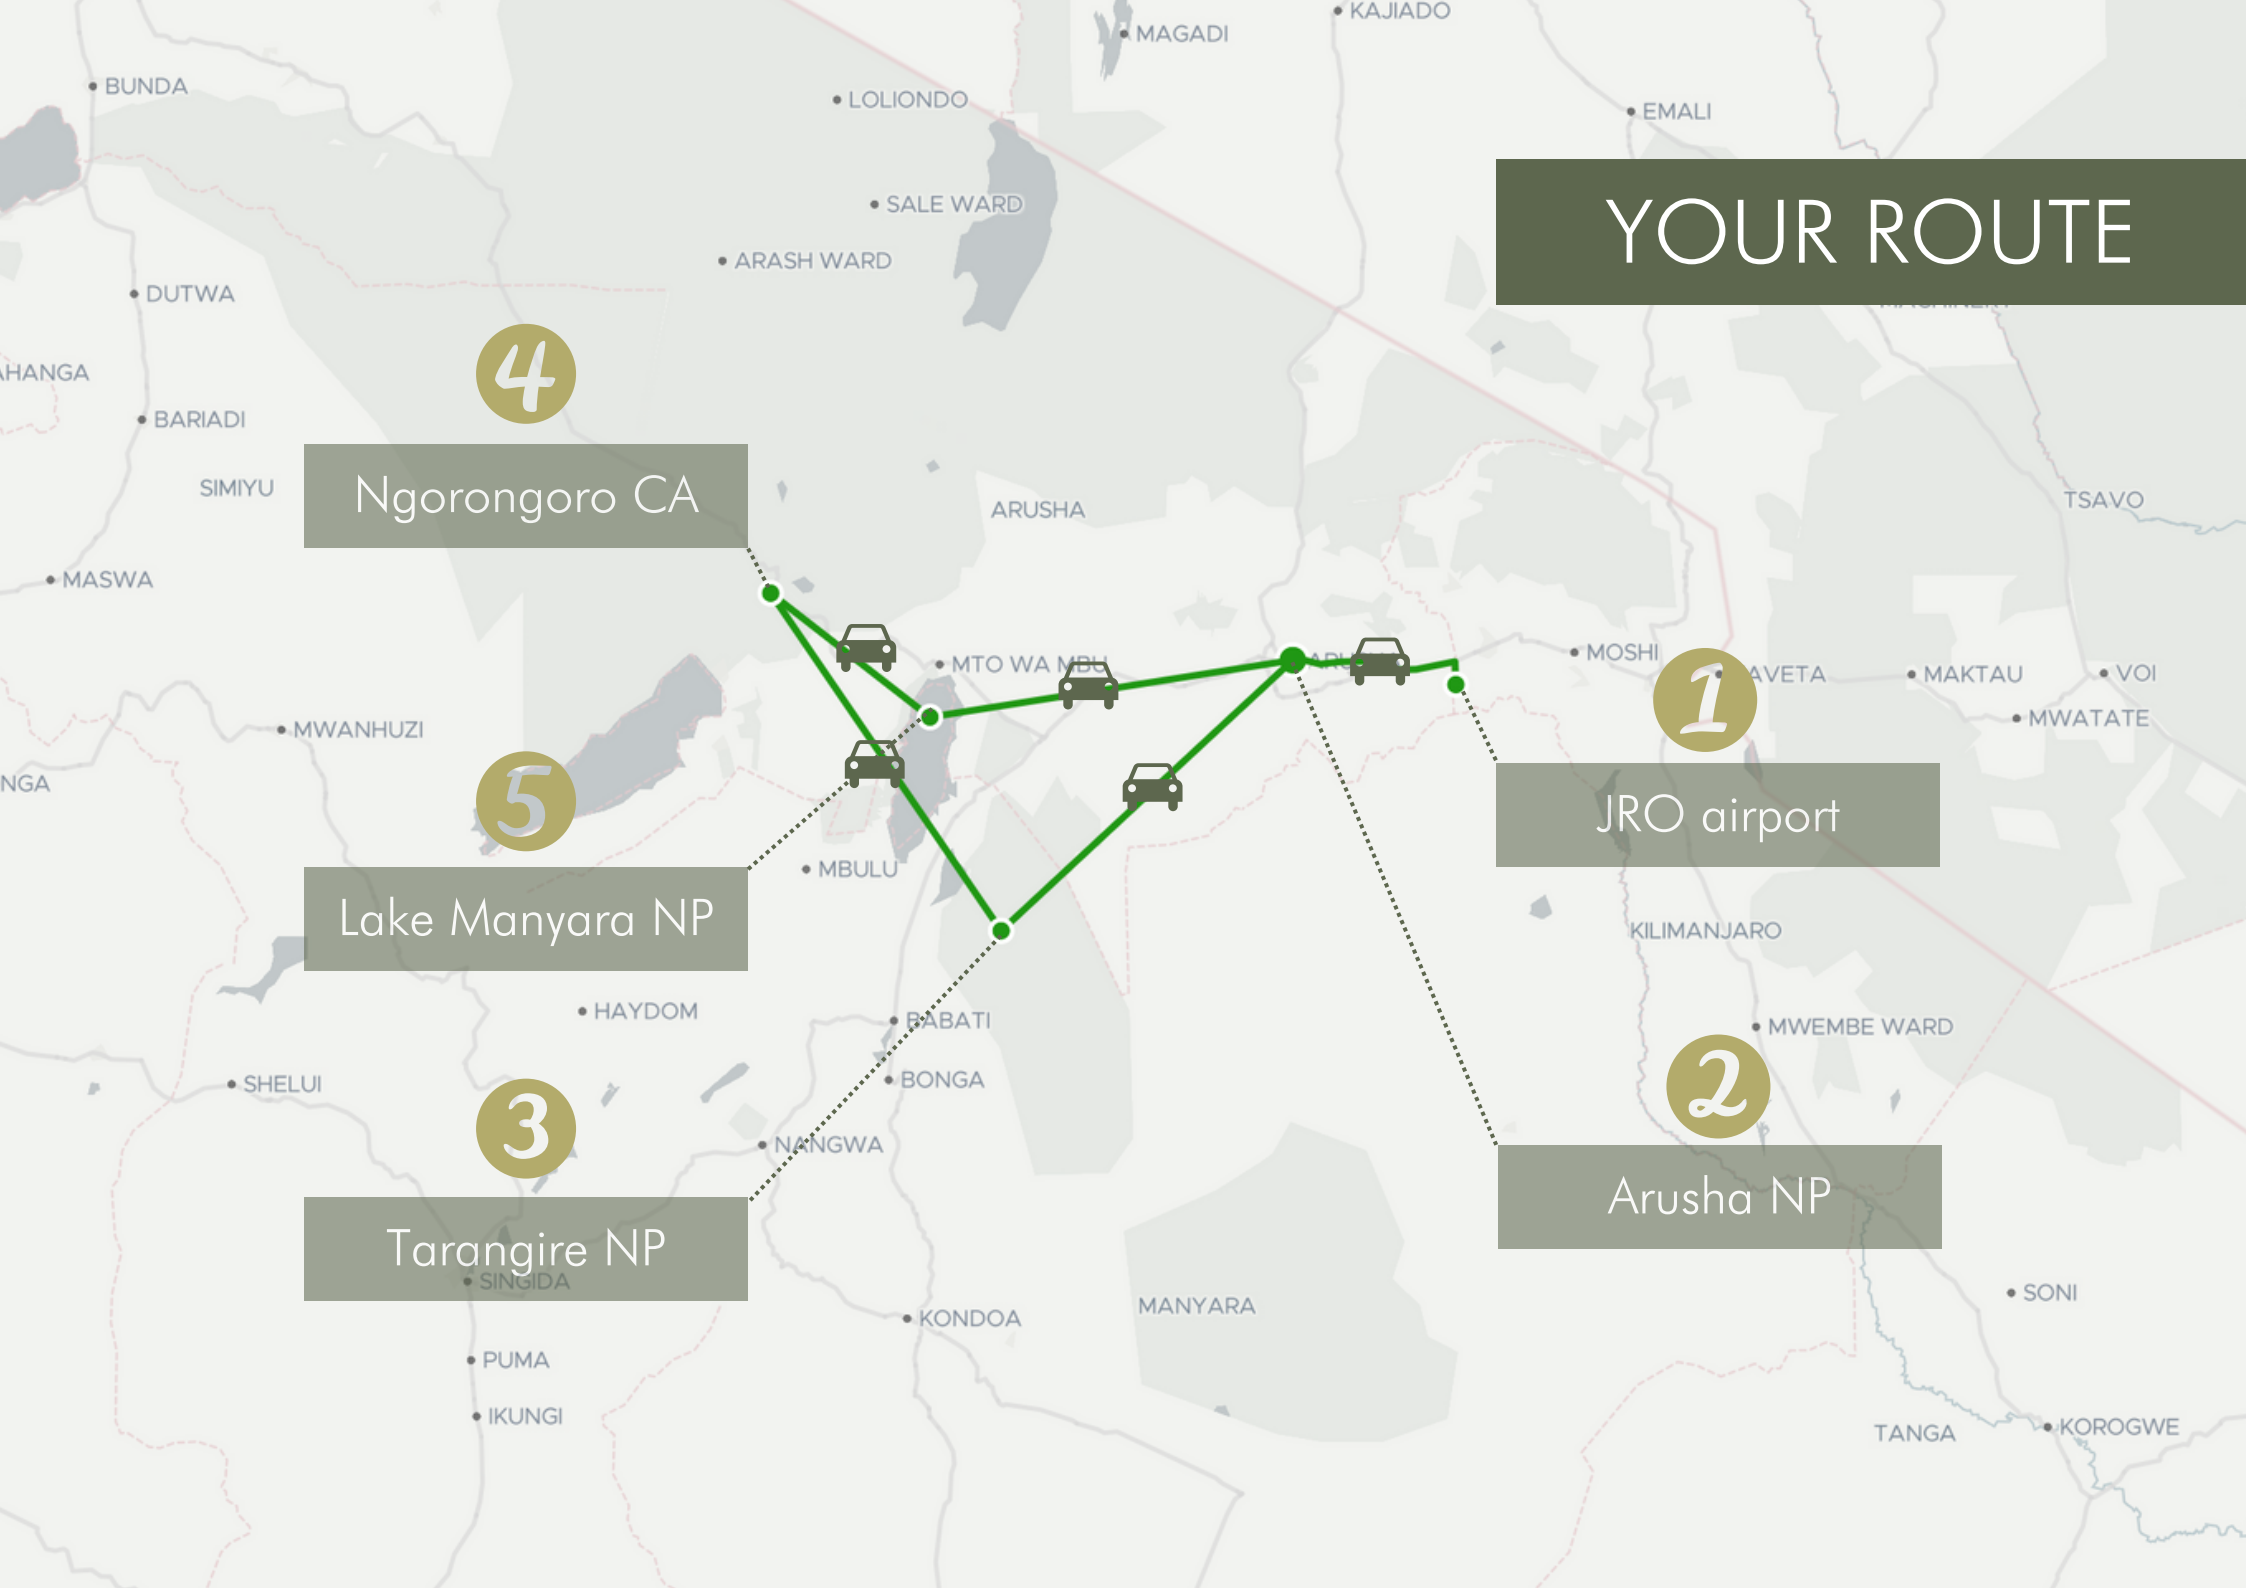 KAJIADO
MAGADI
BUNDA
LOLIONDO
EMALI
SALE WARD
YOUR ROUTE
ARASH WARD
DUTWA
4
BARIADI
SIMIYU
Ngorongoro CA
ARUSHA
TSAVO
MASWA
MTO WA MBU
MOSHI
1
AVETA
MAKTAU
VOI
MWATATE
MWANHUZI
5
JRO airport
MBULU
Lake Manyara NP
KILIMANJARO
HAYDOM
BABATI
MWEMBE WARD
SHELUI
BONGA
2
3
NANGWA
Arusha NP
Tarangire NP
SINGIDA
SONI
MANYARA
KONDOA
PUMA
IKUNGI
TANGA
KOROGWE